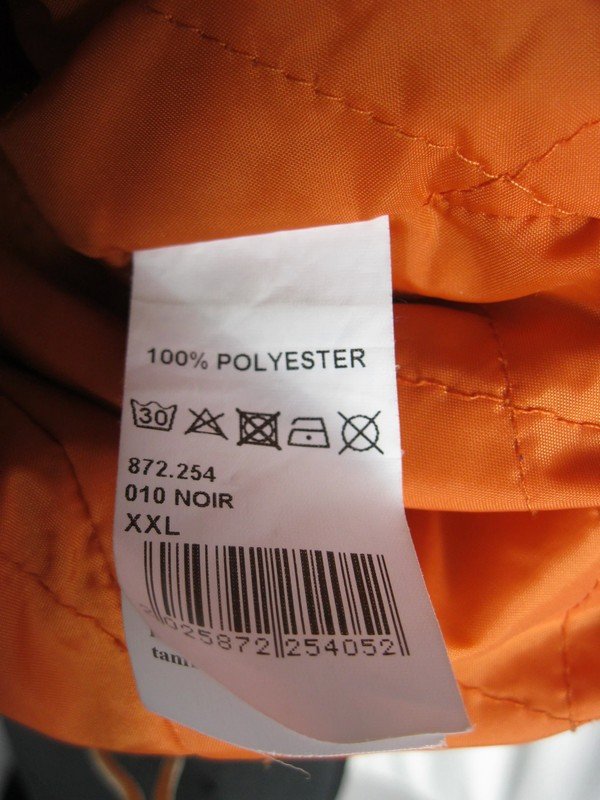 100% POLYESTER
30
872.254
010 NOIR
XXL
025872 254052